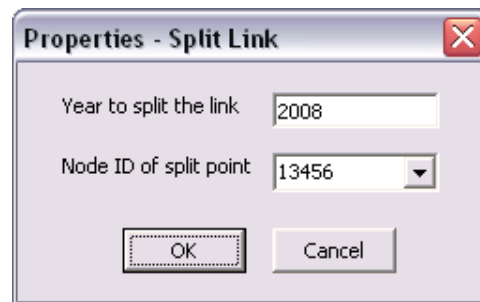 Properties - Split Link
Year to split the link 2008
Node ID of split point 13456
OK Cancel